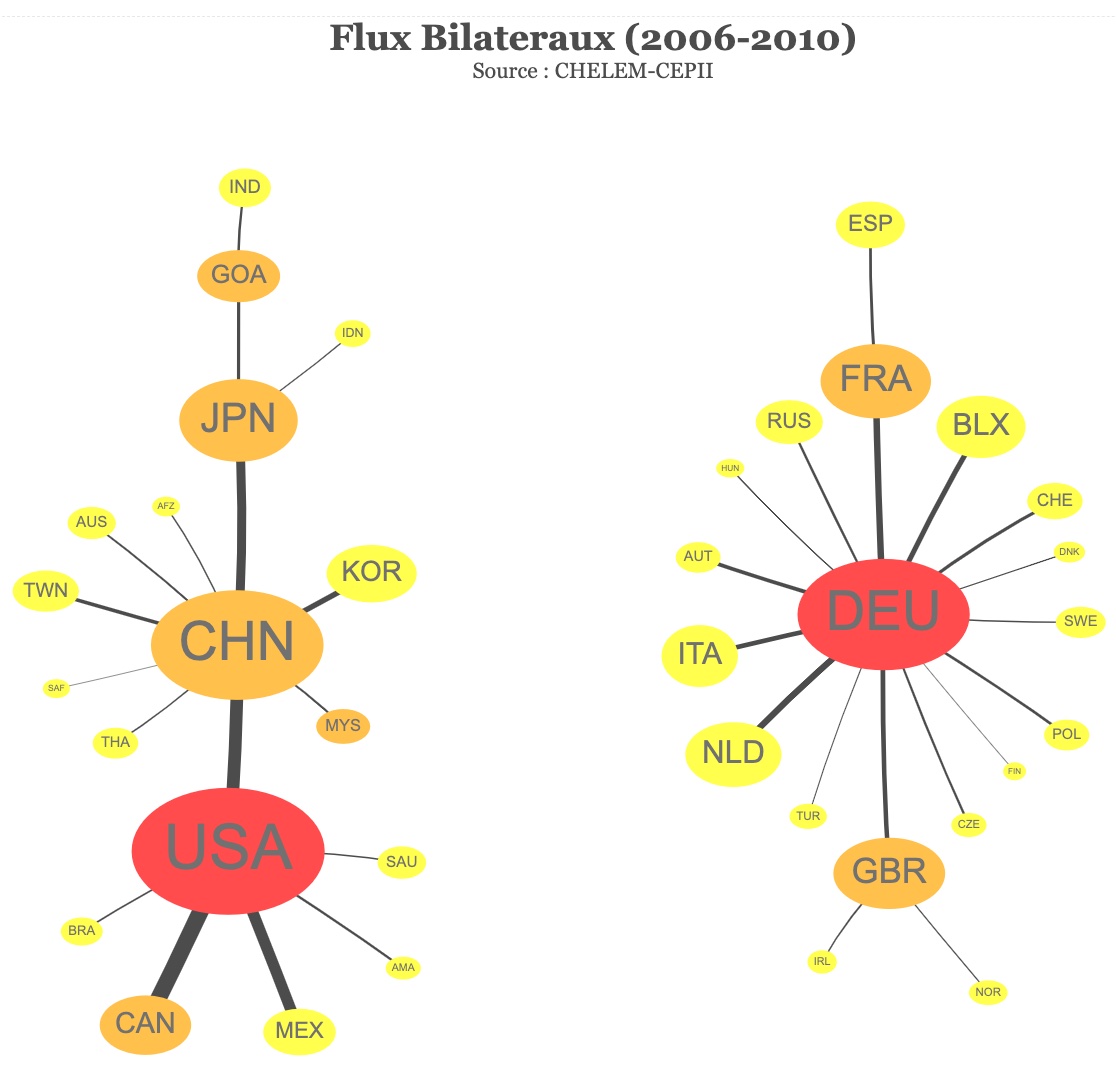 Flux Bilateraux (2006-2010)
Source : CHELEM-CEPII
IND
ESP
GOA
IDN
FRA
JPN
RUS
BLX
HUN
CHE
AFZ
AUS
DNK
AUT
KOR
TWN
DEU
SWE
CHN
ITA
SAF
MYS
POL
THA
NLD
FIN
TUR
CZE
USA
SAU
GBR
BRA
IRL
AMA
NOR
CAN
MEX